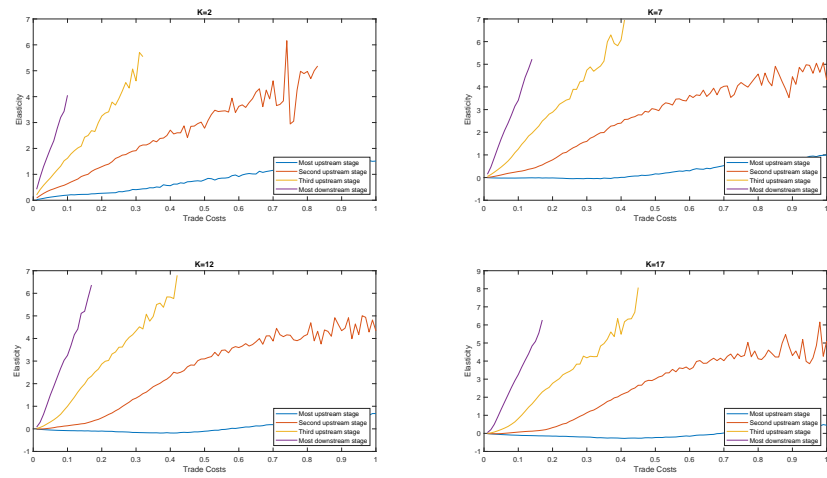 K=2
7
6
5
4
3
2
1
0
Elasticity
0
0.1
0.2
0.3
0.4
0.5
0.6
0.7
0.8
0.9
1
Trade Costs
Most upstream stage
Second upstream stage
Third upstream stage
Most downstream stage
K=7
7
6
5
4
3
2
1
0
-1
Elasticity
0
0.1
0.2
0.3
0.4
0.5
0.6
0.7
0.8
0.9
1
Trade Costs
Most upstream stage
Second upstream stage
Third upstream stage
Most downstream stage
K=12
7
6
5
4
3
2
1
0
-1
Elasticity
0
0.1
0.2
0.3
0.4
0.5
0.6
0.7
0.8
0.9
1
Trade Costs
Most upstream stage
Second upstream stage
Third upstream stage
Most downstream stage
K=17
9
8
7
6
5
4
3
2
1
0
-1
Elasticity
0
0.1
0.2
0.3
0.4
0.5
0.6
0.7
0.8
0.9
1
Trade Costs
Most upstream stage
Second upstream stage
Third upstream stage
Most downstream stage